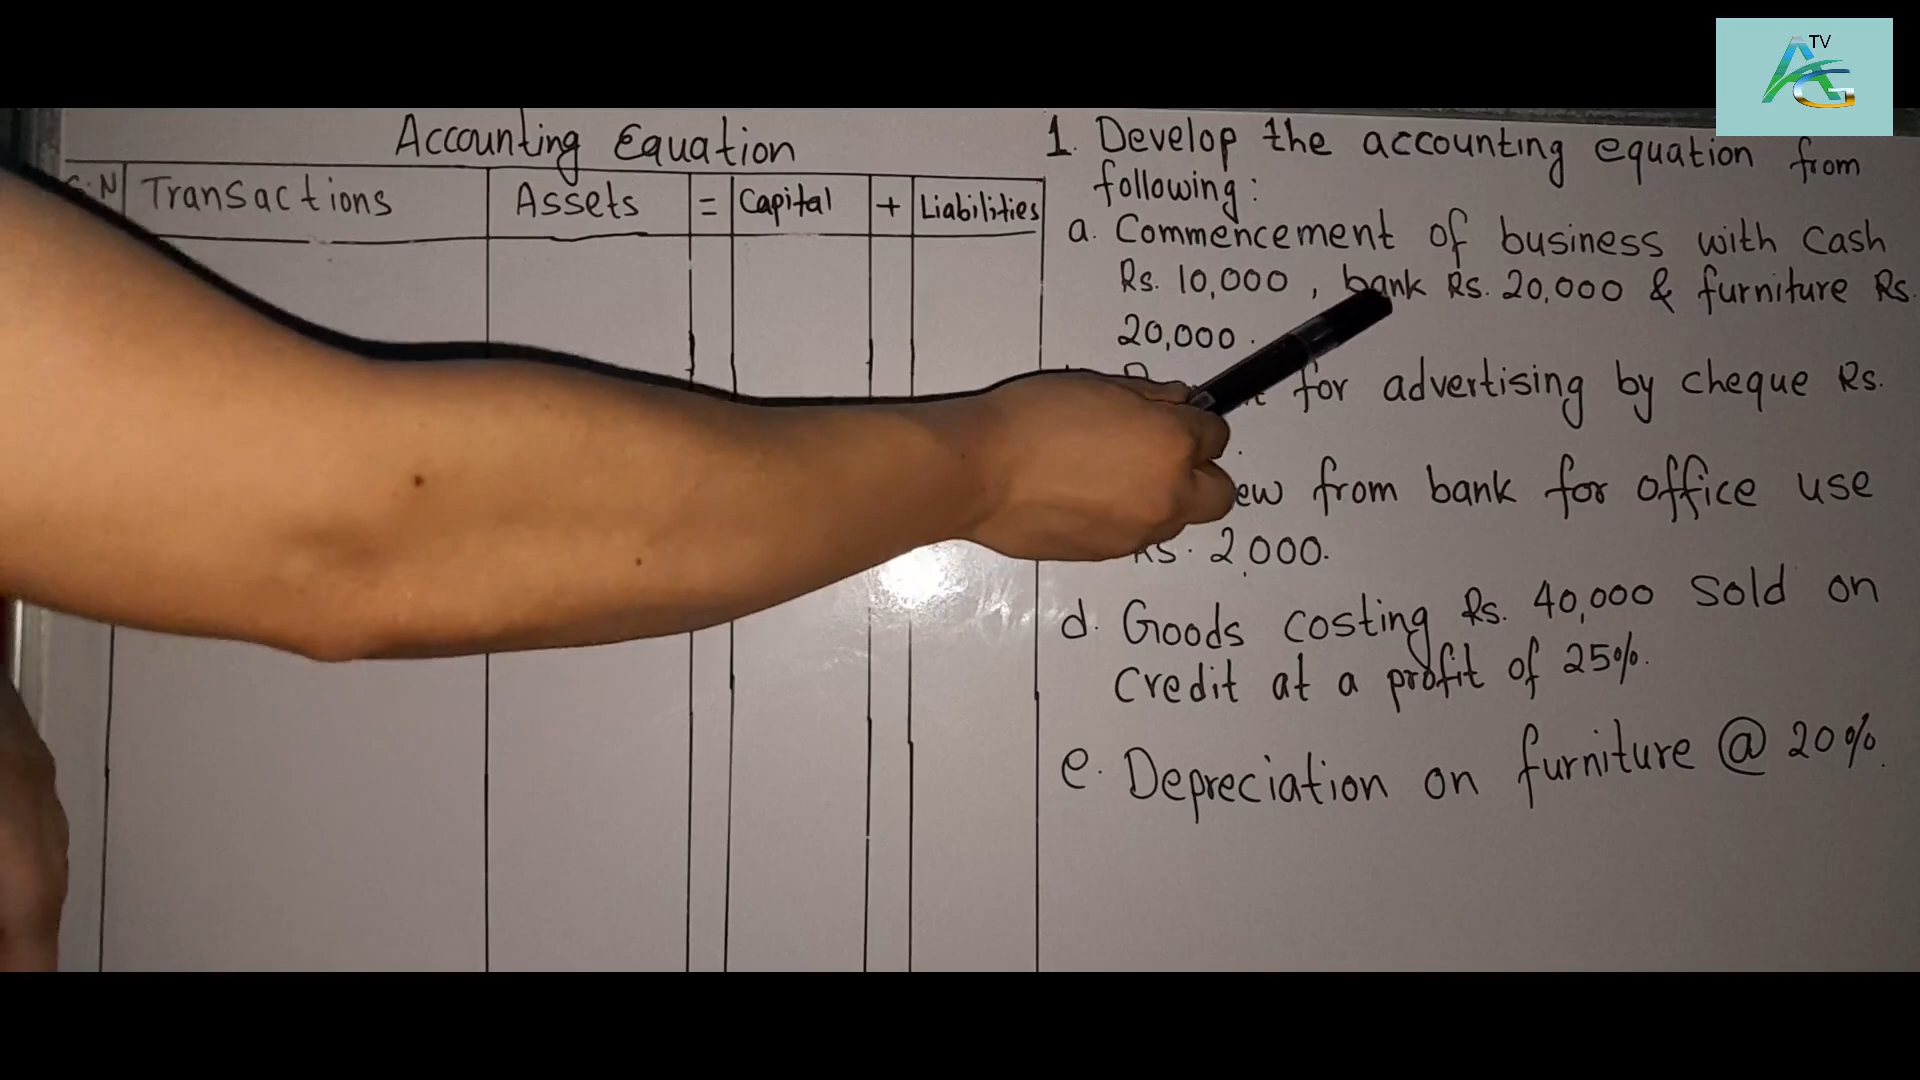 TV
AG
Accounting Equation
S.N Transactions Assets = Capital + Liabilities
1. Develop the accounting equation from
following:
a. Commencement of business with cash
Rs. 10,000 , bank Rs. 20,000 & furniture Rs.
20,000.
for advertising by cheque Rs.
from bank for office use
Rs. 2,000.
d. Goods costing Rs. 40,000 sold on
credit at a profit of 25%.
e. Depreciation on furniture @ 20%.